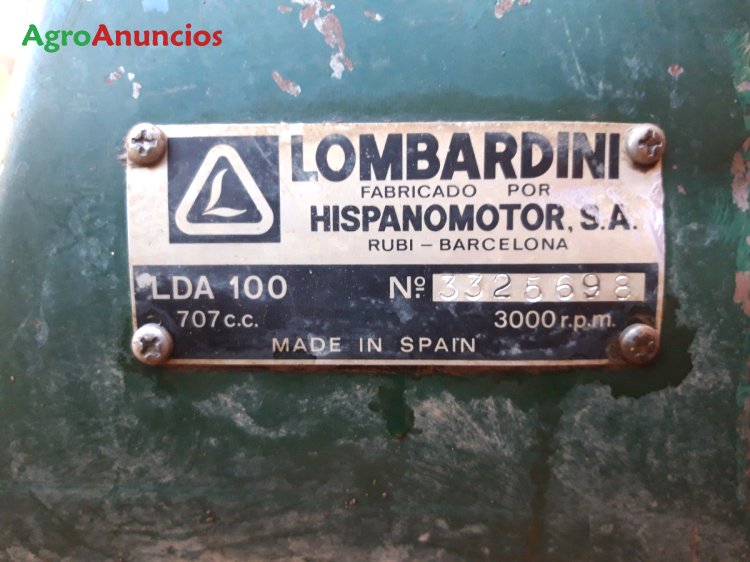 AgroAnuncios
LOMBARDINI
FABRICADO POR
HISPANOMOTOR, S.A.
RUBI – BARCELONA
LDA 100 Nº: 3325698
707 c.c. 3000 r.p.m.
MADE IN SPAIN